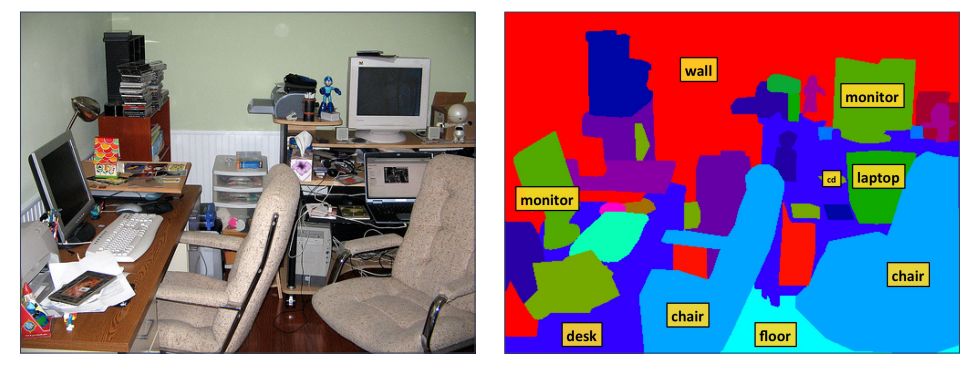 wall
monitor
cd
laptop
monitor
chair
chair
desk
floor